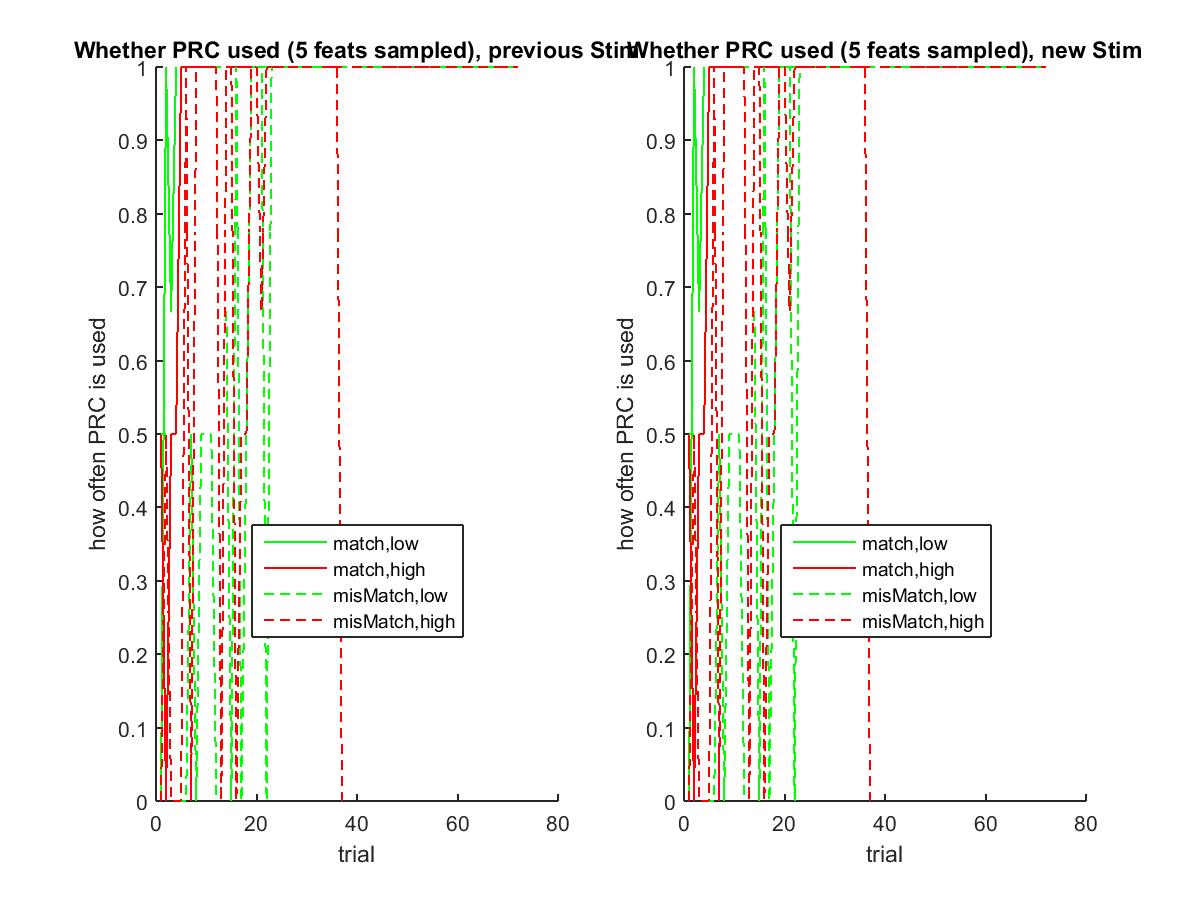 Whether PRC used (5 feats sampled), previous Stim
1
0.9
0.8
0.7
0.6
0.5
0.4
0.3
0.2
0.1
0
how often PRC is used
match,low
match,high
misMatch,low
misMatch,high
0 20 40 60 80
trial
Whether PRC used (5 feats sampled), new Stim
1
0.9
0.8
0.7
0.6
0.5
0.4
0.3
0.2
0.1
0
how often PRC is used
match,low
match,high
misMatch,low
misMatch,high
0 20 40 60 80
trial